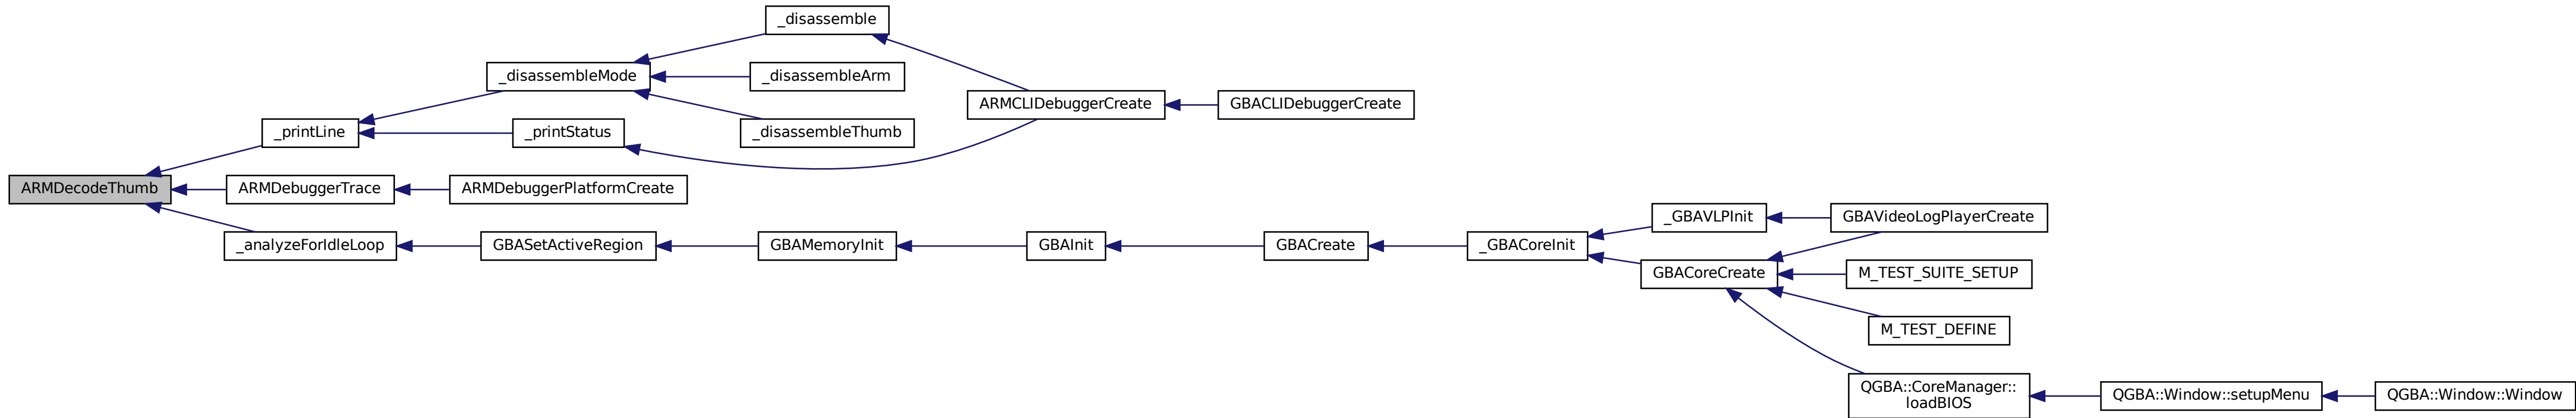 _disassemble
_disassembleMode
_disassembleArm
ARMCLIDebuggerCreate
GBACLIDebuggerCreate
_printLine
_printStatus
_disassembleThumb
ARMDecodeThumb
ARMDebuggerTrace
ARMDebuggerPlatformCreate
_GBAVLPInit
GBAVideoLogPlayerCreate
_analyzeForIdleLoop
GBASetActiveRegion
GBAMemoryInit
GBAInit
GBACreate
_GBACoreInit
GBACoreCreate
M_TEST_SUITE_SETUP
M_TEST_DEFINE
QGBA::CoreManager::
loadBIOS
QGBA::Window::setupMenu
QGBA::Window::Window